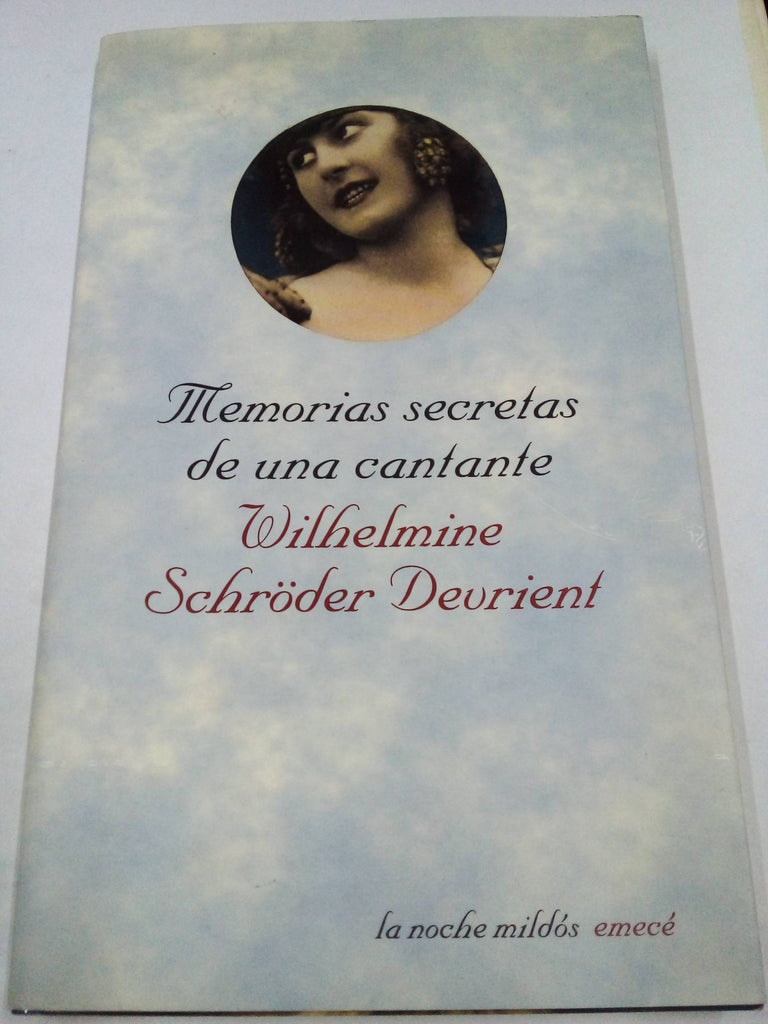 Memorias secretas
de una cantante
Wilhelmine
Schröder Devrient
la noche mildós emecé